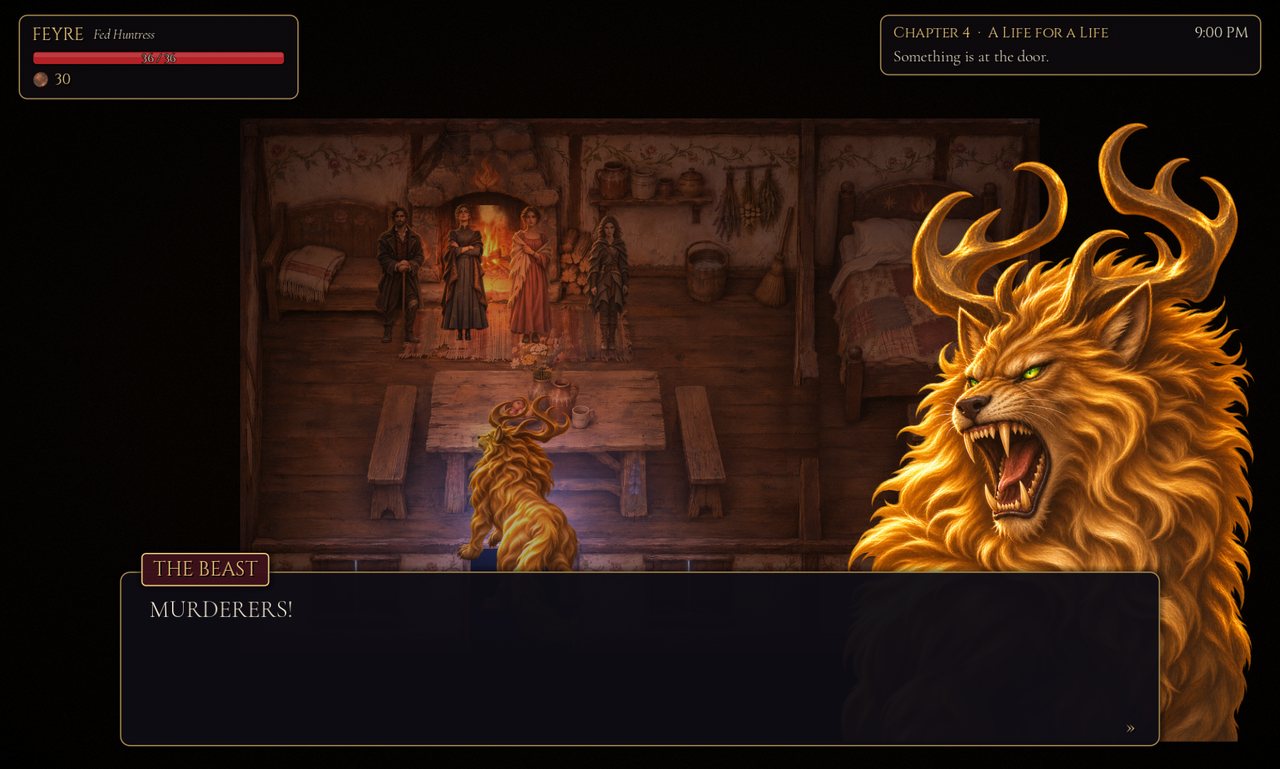 FEYRE Fed Huntress
36 / 36
30
CHAPTER 4 · A LIFE FOR A LIFE 9:00 PM
Something is at the door.
THE BEAST
MURDERERS!
»